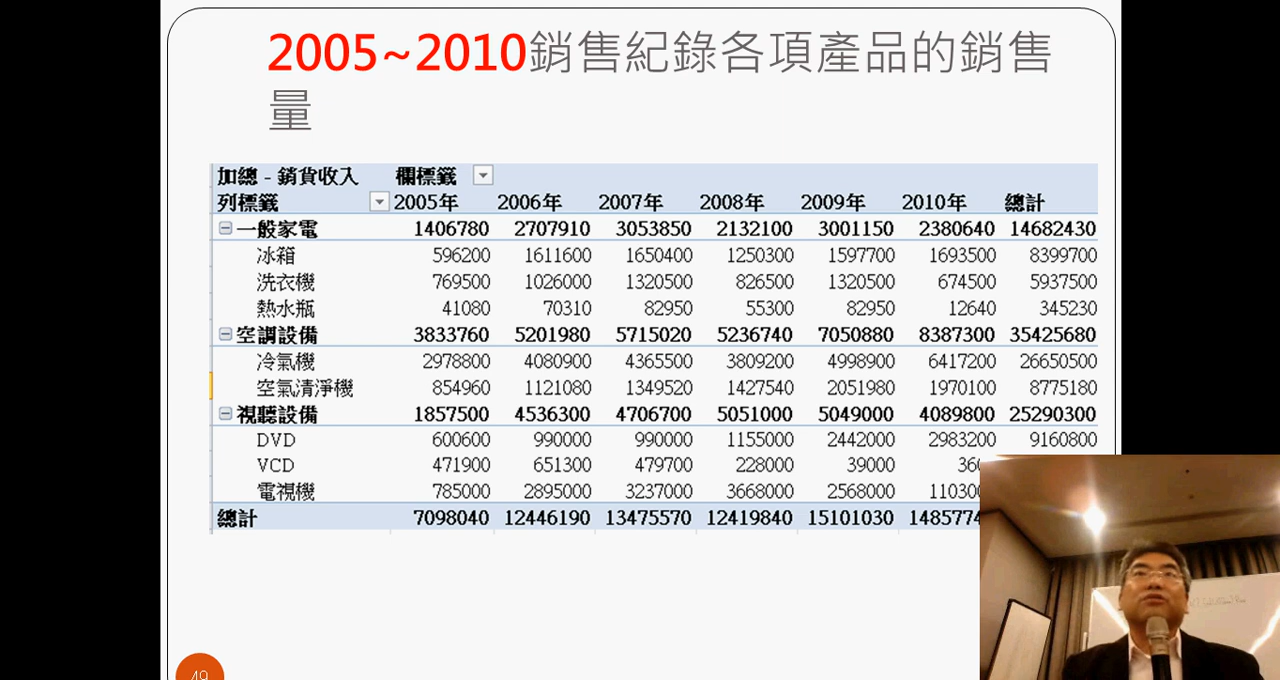 2005~2010銷售紀錄各項產品的銷售
量
加總 - 銷貨收入 欄標籤
列標籤 2005年 2006年 2007年 2008年 2009年 2010年 總計
一般家電 1406780 2707910 3053850 2132100 3001150 2380640 14682430
冰箱 596200 1611600 1650400 1250300 1597700 1693500 8399700
洗衣機 769500 1026000 1320500 826500 1320500 674500 5937500
熱水瓶 41080 70310 82950 55300 82950 12640 345230
空調設備 3833760 5201980 5715020 5236740 7050880 8387300 35425680
冷氣機 2978800 4080900 4365500 3809200 4998900 6417200 26650500
空氣清淨機 854960 1121080 1349520 1427540 2051980 1970100 8775180
視聽設備 1857500 4536300 4706700 5051000 5049000 4089800 25290300
DVD 600600 990000 990000 1155000 2442000 2983200 9160800
VCD 471900 651300 479700 228000 39000
電視機 785000 2895000 3237000 3668000 2568000
總計 7098040 12446190 13475570 12419840 15101030
49